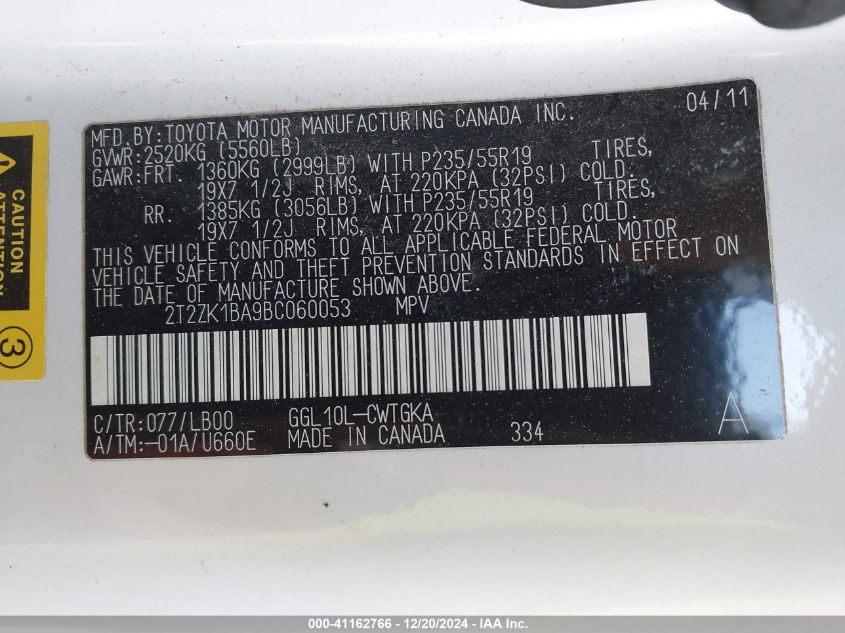 04/11
MFD. BY: TOYOTA MOTOR MANUFACTURING CANADA INC.
GVWR: 2520KG (5560LB)
GAWR: FRT. 1360KG (2999LB) WITH P235/55R19 TIRES,
19X7 1/2J RIMS, AT 220KPA (32PSI) COLD.
RR. 1385KG (3056LB) WITH P235/55R19 TIRES,
19X7 1/2J RIMS, AT 220KPA (32PSI) COLD.
THIS VEHICLE CONFORMS TO ALL APPLICABLE FEDERAL MOTOR
VEHICLE SAFETY AND THEFT PREVENTION STANDARDS IN EFFECT ON
THE DATE OF MANUFACTURE SHOWN ABOVE.
2T2ZK1BA9BC060053 MPV
C/TR: 077/LB00 GGL10L-CWTGKA
A/TM: -01A/U660E MADE IN CANADA 334 A
CAUTION
ATTENTION
3
000-41162766 - 12/20/2024 - IAA Inc.